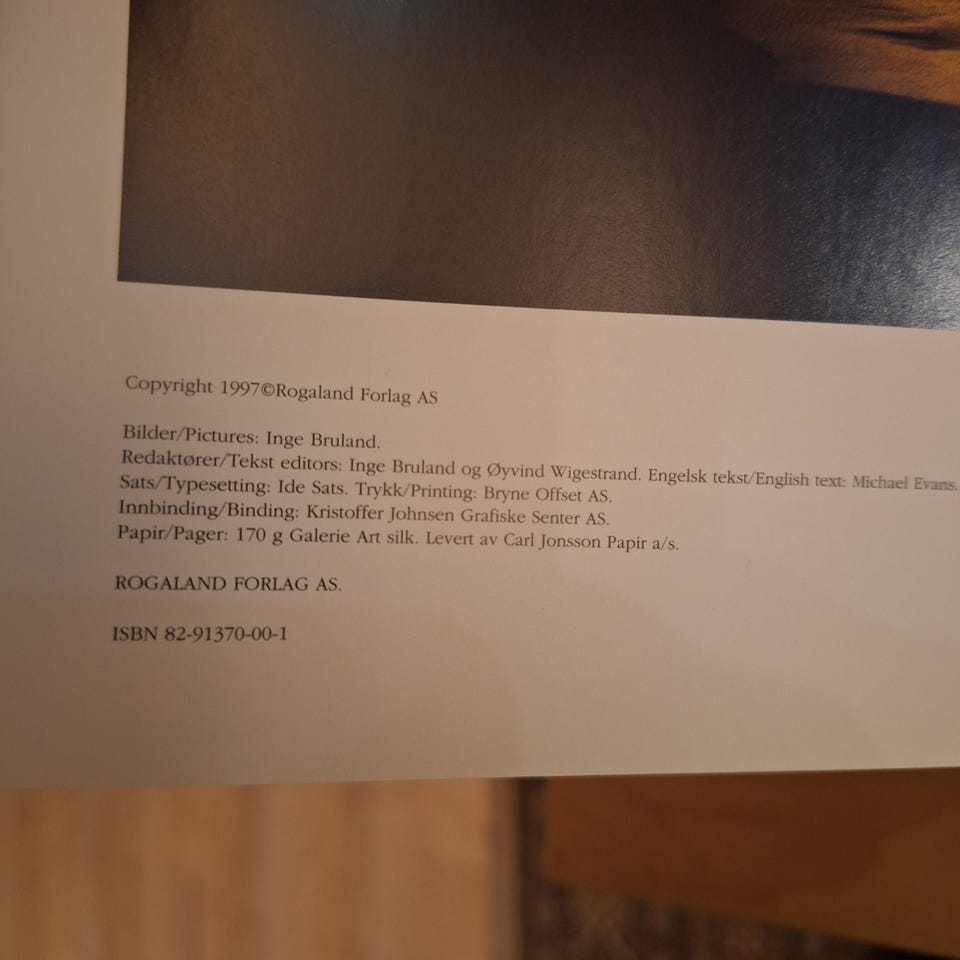 Copyright 1997©Rogaland Forlag AS
Bilder/Pictures: Inge Bruland.
Redaktører/Tekst editors: Inge Bruland og Øyvind Wigestrand. Engelsk tekst/English text: Michael Evans.
Sats/Typesetting: Ide Sats. Trykk/Printing: Bryne Offset AS.
Innbinding/Binding: Kristoffer Johnsen Grafiske Senter AS.
Papir/Pager: 170 g Galerie Art silk. Levert av Carl Jonsson Papir a/s.
ROGALAND FORLAG AS.
ISBN 82-91370-00-1